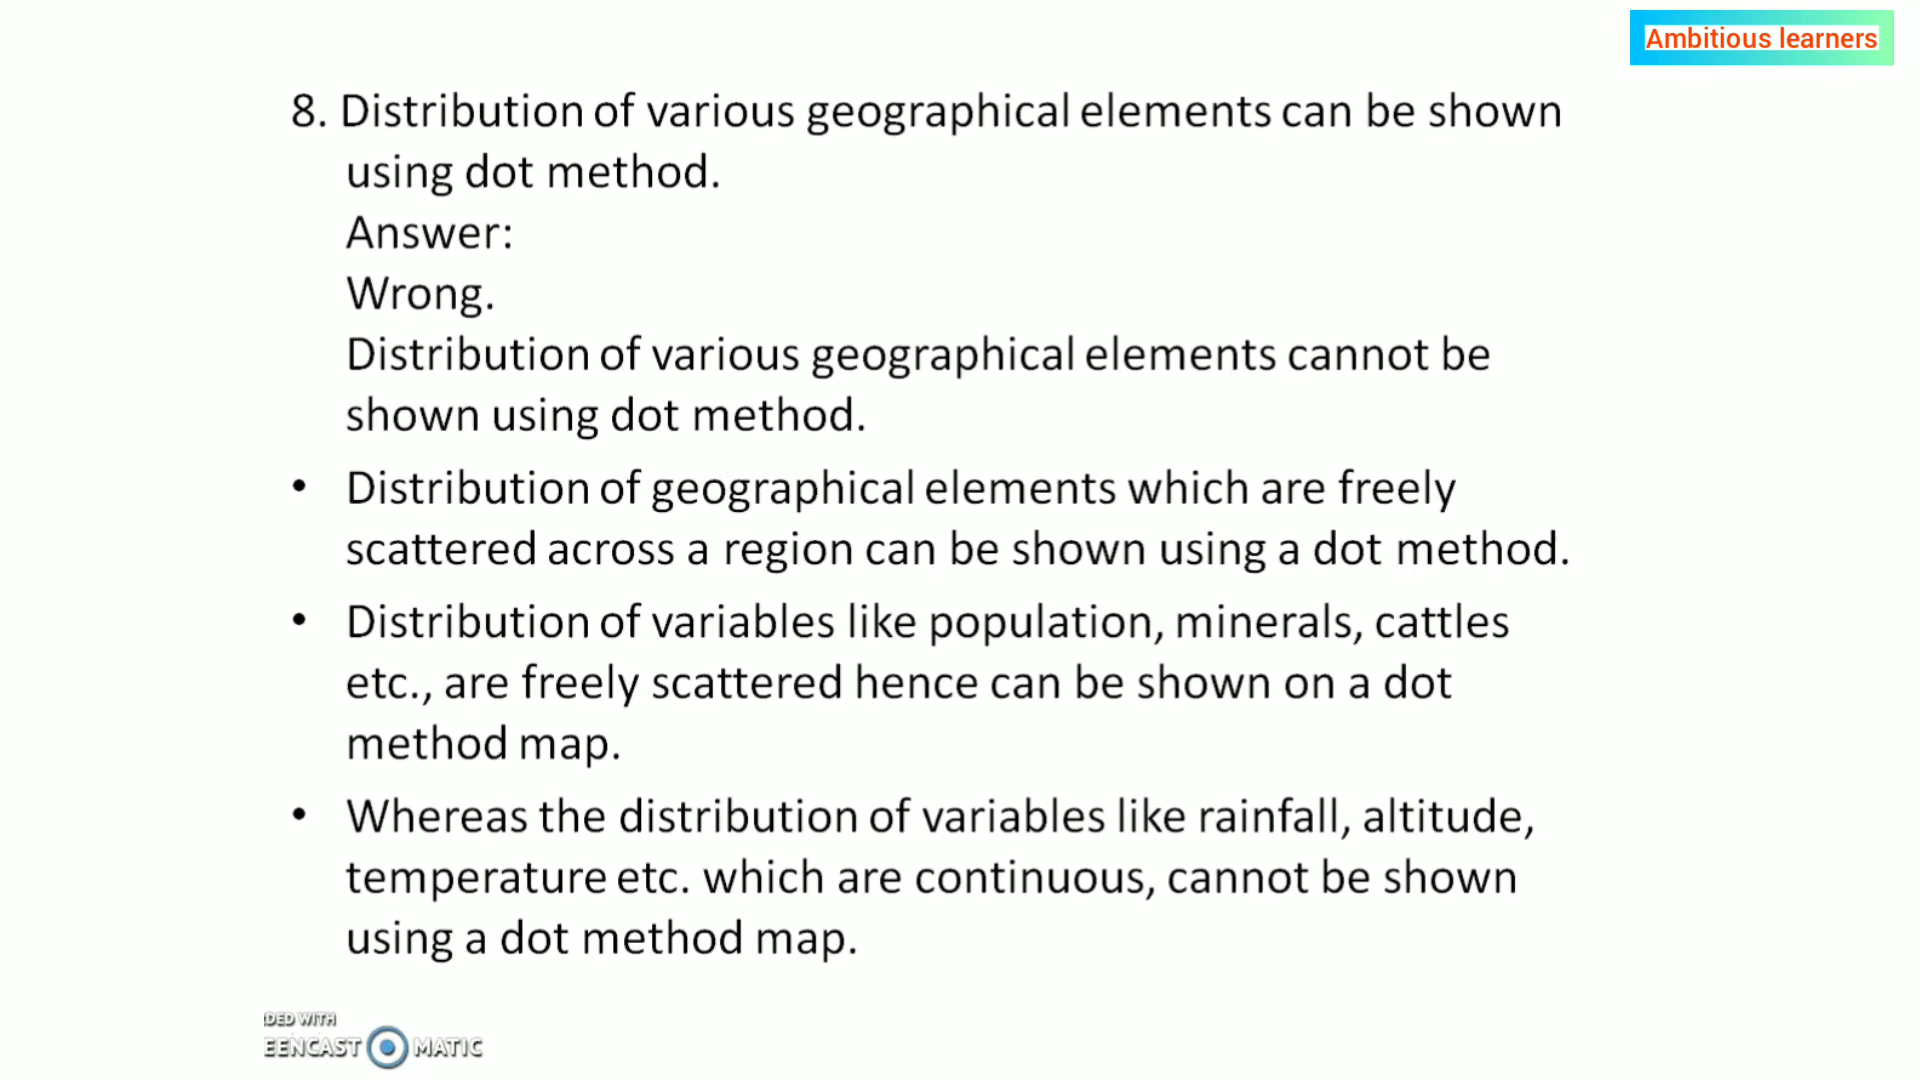 Ambitious learners
8. Distribution of various geographical elements can be shown
using dot method.
Answer:
Wrong.
Distribution of various geographical elements cannot be
shown using dot method.
• Distribution of geographical elements which are freely
scattered across a region can be shown using a dot method.
• Distribution of variables like population, minerals, cattles
etc., are freely scattered hence can be shown on a dot
method map.
• Whereas the distribution of variables like rainfall, altitude,
temperature etc. which are continuous, cannot be shown
using a dot method map.
DED WITH
EENCAST MATIC